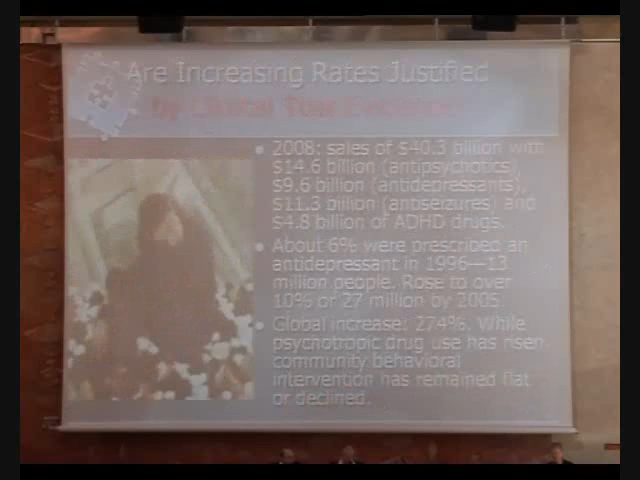 Are Increasing Rates Justified
by Clinical
2008: sales of $40.3 billion with
$14.6 billion (antipsychotics),
$9.6 billion (antidepressants),
$11.3 billion (antiseizures) and
$4.8 billion of ADHD drugs.
About 6% were prescribed an
antidepressant in 1996—13
million people. Rose to over
10% or 27 million by 2005
Global increase: 274%. While
psychotropic drug use has risen
community behavioral
intervention has remained flat
or declined.